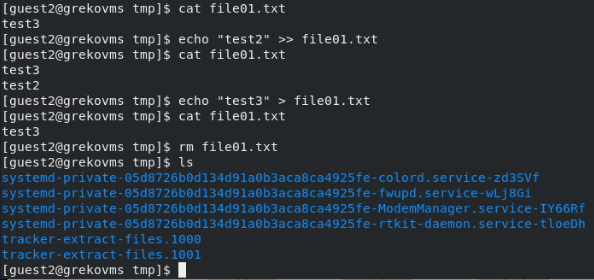 [guest2@grekovms tmp]$ cat file01.txt
test3
[guest2@grekovms tmp]$ echo "test2" >> file01.txt
[guest2@grekovms tmp]$ cat file01.txt
test3
test2
[guest2@grekovms tmp]$ echo "test3" > file01.txt
[guest2@grekovms tmp]$ cat file01.txt
test3
[guest2@grekovms tmp]$ rm file01.txt
[guest2@grekovms tmp]$ ls
systemd-private-05d8726b0d134d91a0b3aca8ca4925fe-colord.service-zd3SVf
systemd-private-05d8726b0d134d91a0b3aca8ca4925fe-fwupd.service-wLj8Gi
systemd-private-05d8726b0d134d91a0b3aca8ca4925fe-ModemManager.service-IY66Rf
systemd-private-05d8726b0d134d91a0b3aca8ca4925fe-rtkit-daemon.service-tloeDh
tracker-extract-files.1000
tracker-extract-files.1001
[guest2@grekovms tmp]$